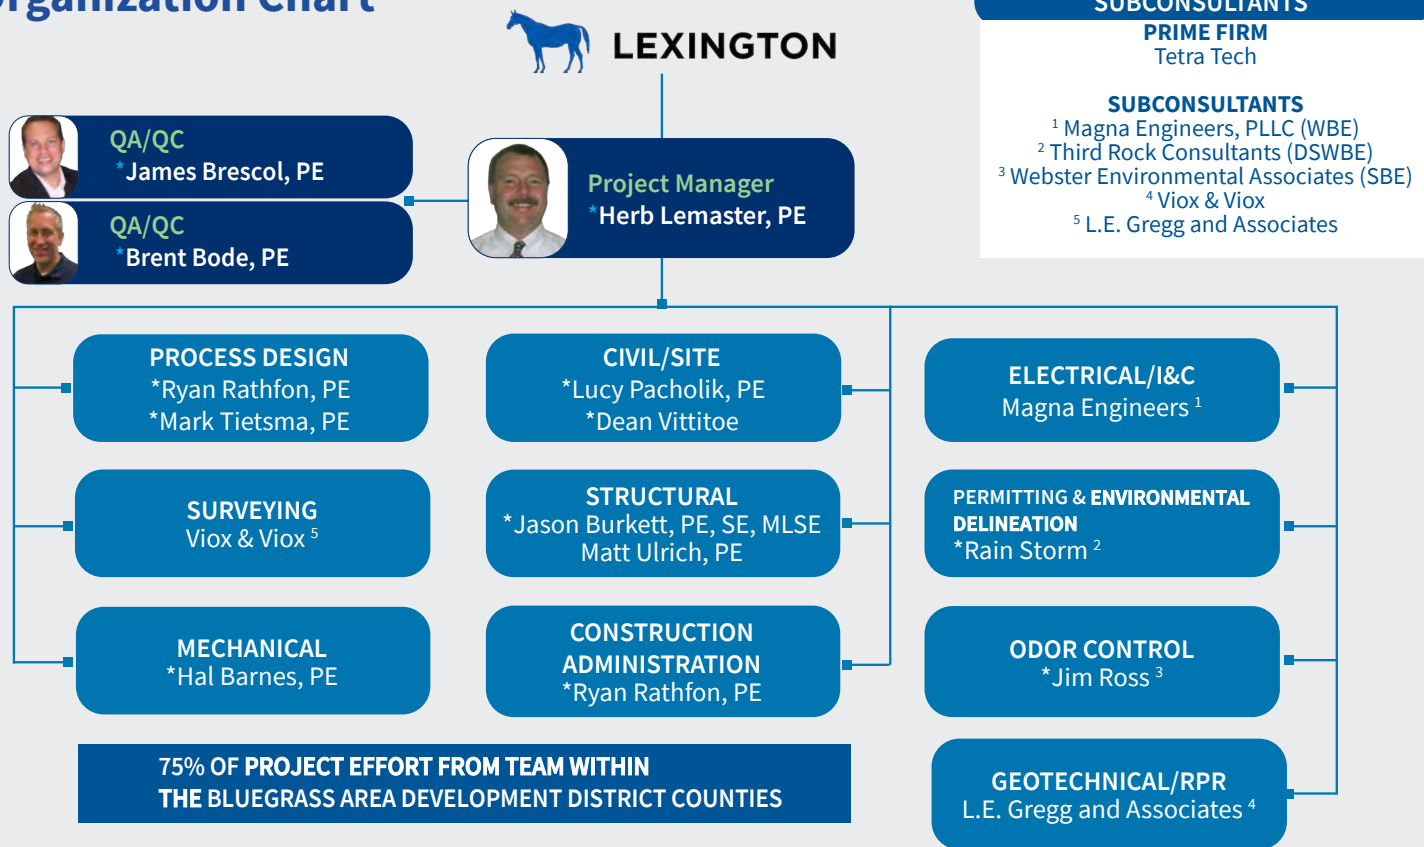 Organization Chart
LEXINGTON
SUBCONSULTANTS
PRIME FIRM
Tetra Tech
SUBCONSULTANTS
1 Magna Engineers, PLLC (WBE)
2 Third Rock Consultants (DSWBE)
3 Webster Environmental Associates (SBE)
4 Viox & Viox
5 L.E. Gregg and Associates
QA/QC
*James Brescol, PE
QA/QC
*Brent Bode, PE
Project Manager
*Herb Lemaster, PE
PROCESS DESIGN
*Ryan Rathfon, PE
*Mark Tietsma, PE
CIVIL/SITE
*Lucy Pacholik, PE
*Dean Vittitoe
ELECTRICAL/I&C
Magna Engineers 1
SURVEYING
Viox & Viox 5
STRUCTURAL
*Jason Burkett, PE, SE, MLSE
Matt Ulrich, PE
PERMITTING & ENVIRONMENTAL
DELINEATION
*Rain Storm 2
MECHANICAL
*Hal Barnes, PE
CONSTRUCTION
ADMINISTRATION
*Ryan Rathfon, PE
ODOR CONTROL
*Jim Ross 3
GEOTECHNICAL/RPR
L.E. Gregg and Associates 4
75% OF PROJECT EFFORT FROM TEAM WITHIN
THE BLUEGRASS AREA DEVELOPMENT DISTRICT COUNTIES